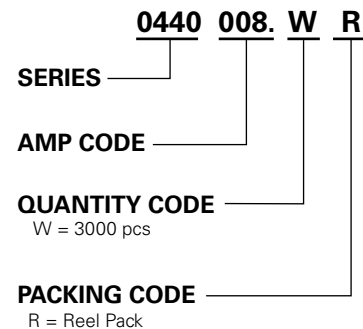 0440 008. W R
SERIES
AMP CODE
QUANTITY CODE
W = 3000 pcs
PACKING CODE
R = Reel Pack